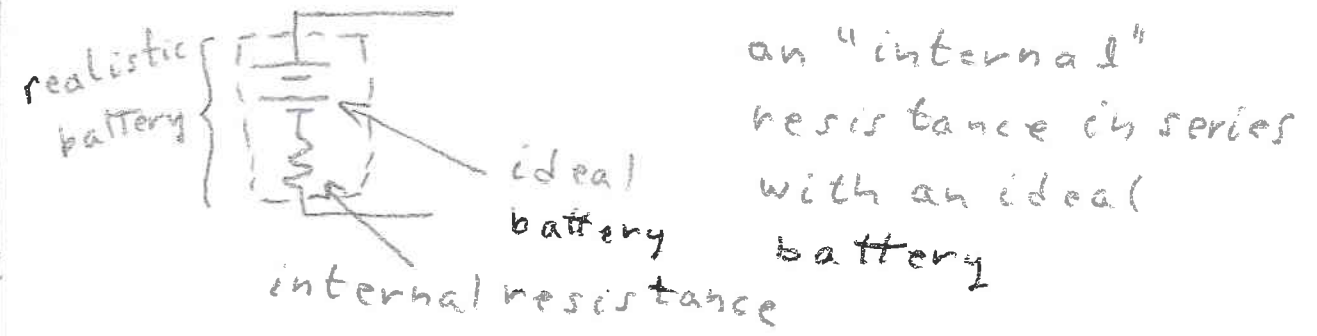 realistic
battery
ideal
battery
internal resistance
an "internal"
resistance in series
with an ideal
battery